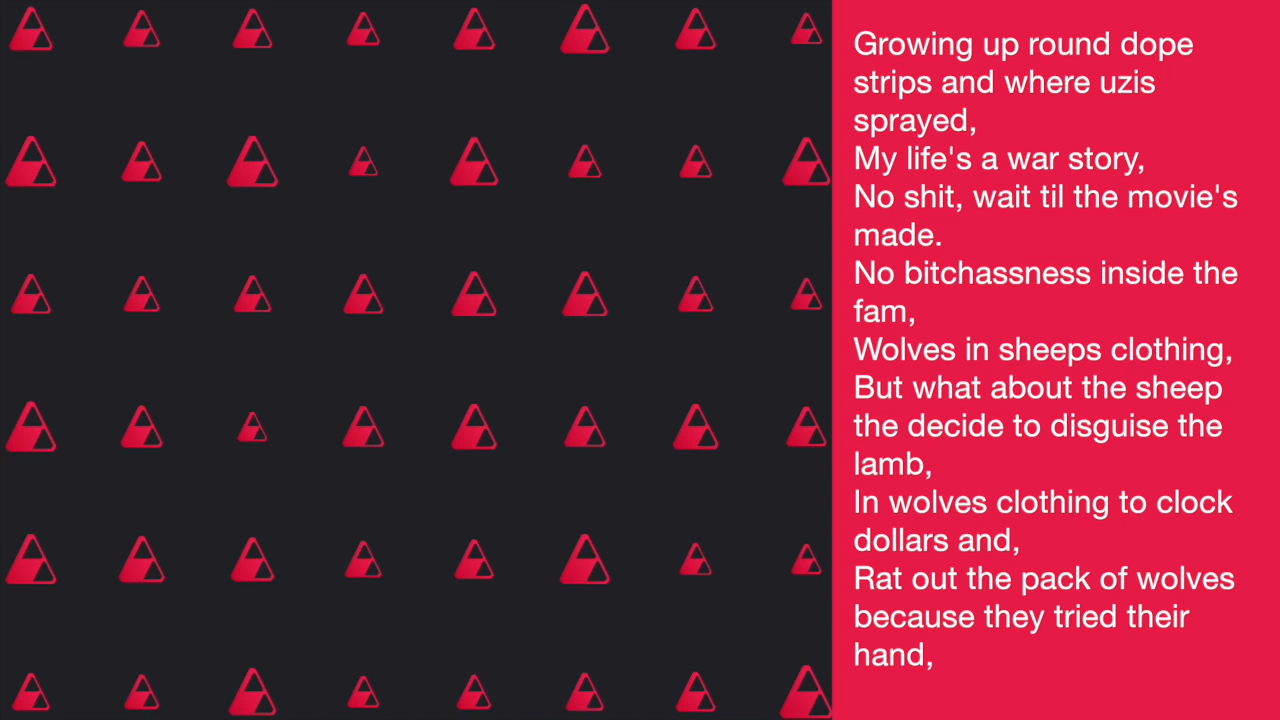 Growing up round dope
strips and where uzis
sprayed,
My life's a war story,
No shit, wait til the movie's
made.
No bitchassness inside the
fam,
Wolves in sheeps clothing,
But what about the sheep
the decide to disguise the
lamb,
In wolves clothing to clock
dollars and,
Rat out the pack of wolves
because they tried their
hand,